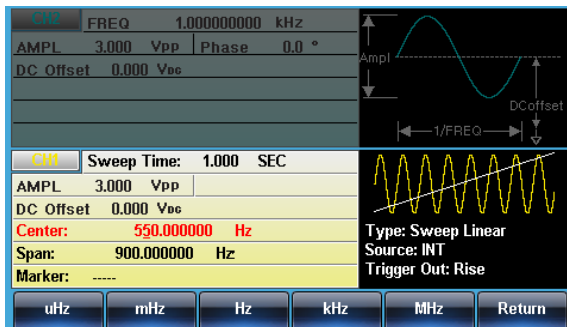 CH2 FREQ 1.000000000 kHz
AMPL 3.000 Vpp Phase 0.0 °
DC Offset 0.000 VDC
Ampl
DCoffset
1/FREQ
CH1 Sweep Time: 1.000 SEC
AMPL 3.000 Vpp
DC Offset 0.000 VDC
Center: 550.000000 Hz
Span: 900.000000 Hz
Marker: -----
Type: Sweep Linear
Source: INT
Trigger Out: Rise
uHz mHz Hz kHz MHz Return